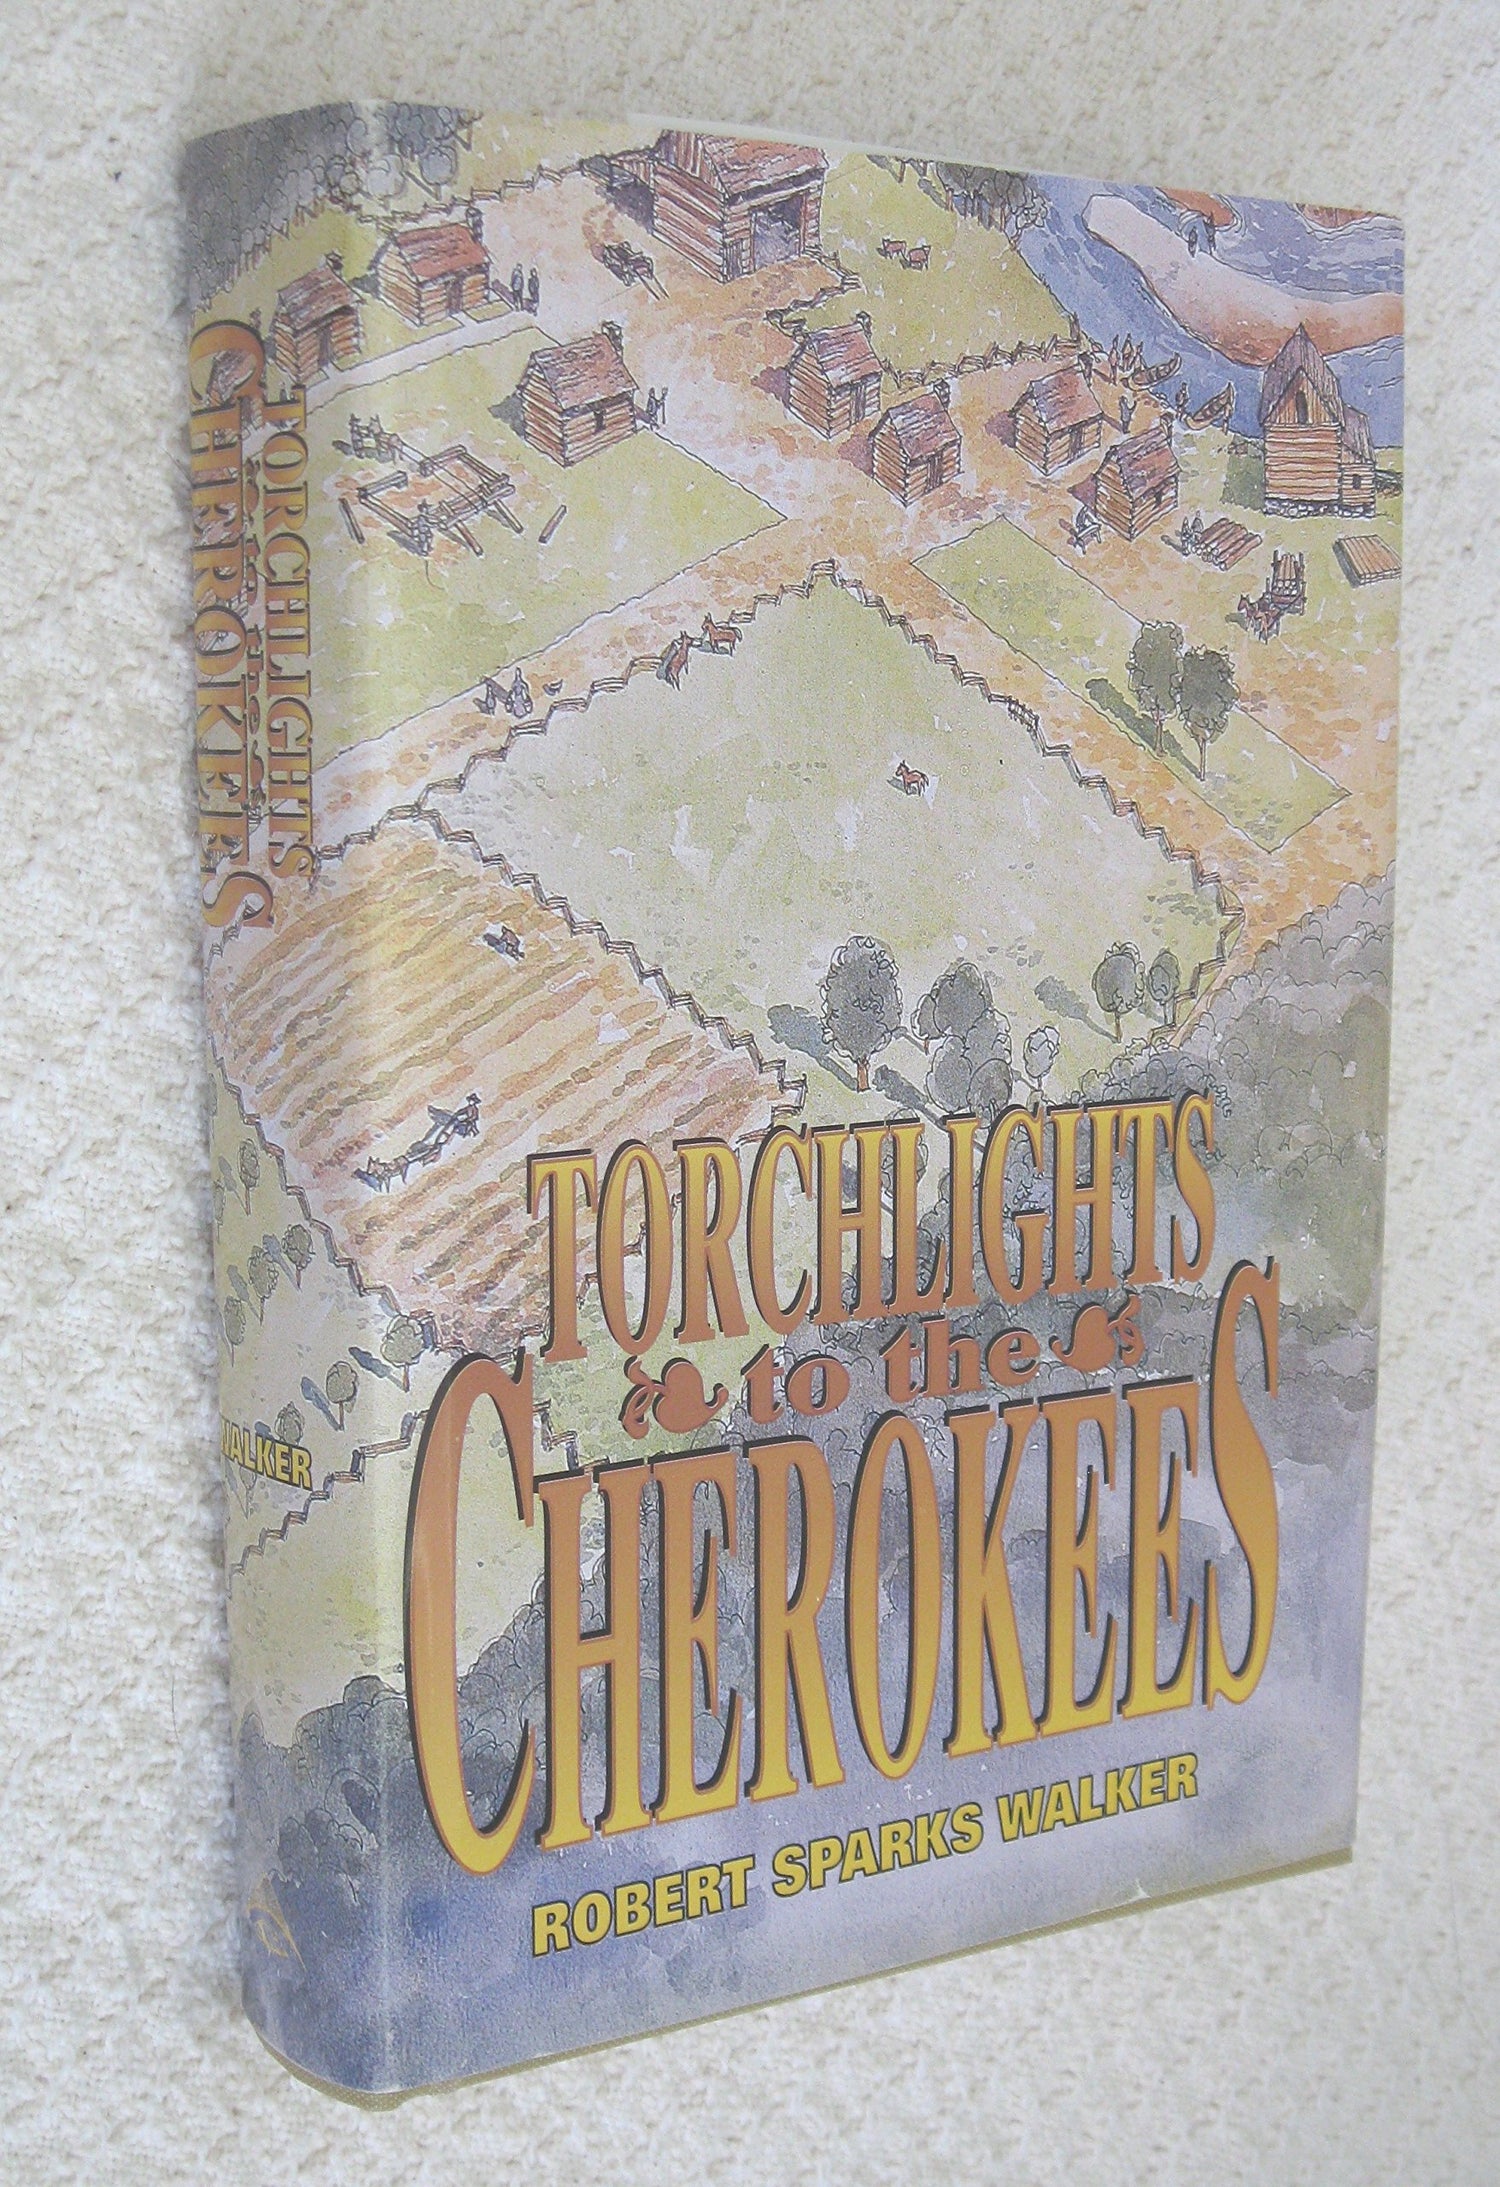 TORCHLIGHTS
to the
CHEROKEES
WALKER
TORCHLIGHTS
to the
CHEROKEES
ROBERT SPARKS WALKER